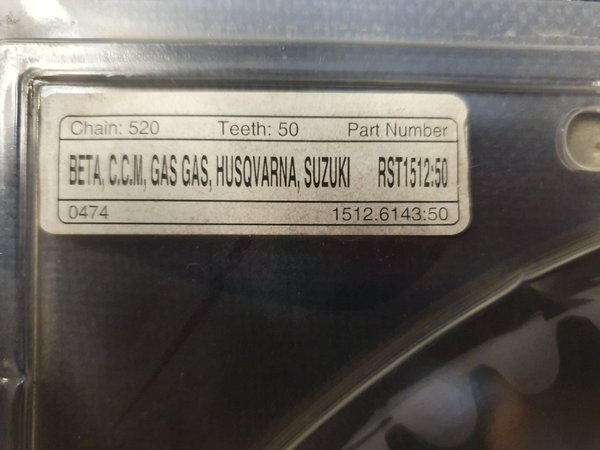 Chain: 520 Teeth: 50 Part Number
BETA, C.C.M, GAS GAS, HUSQVARNA, SUZUKI RST1512:50
0474 1512.6143:50